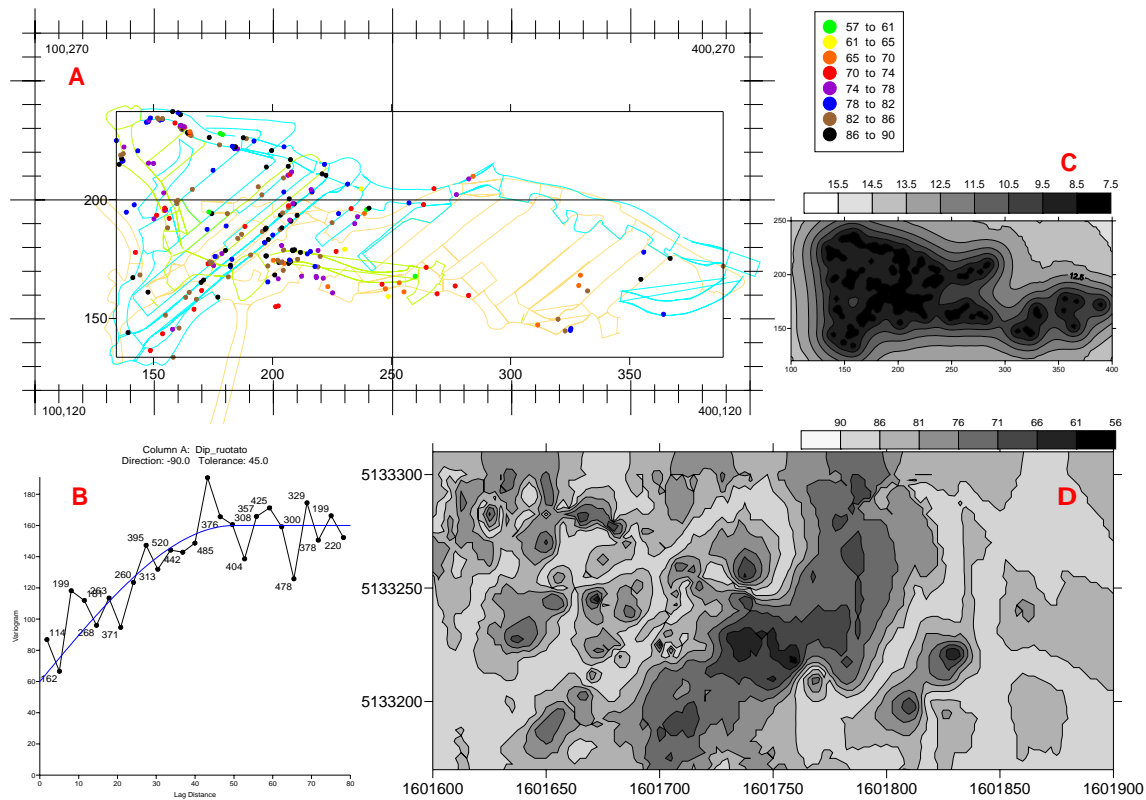 100,270
400,270
A
200
150
150
200
250
300
350
100,120
400,120
57 to 61
61 to 65
65 to 70
70 to 74
74 to 78
78 to 82
82 to 86
86 to 90
C
15.5 14.5 13.5 12.5 11.5 10.5 9.5 8.5 7.5
250
200
150
12.5
100 150 200 250 300 350 400
Column A: Dip_ruotato
Direction: -90.0 Tolerance: 45.0
B
Variogram
180
160
140
120
100
80
60
40
20
0
0 10 20 30 40 50 60 70 80
Lag Distance
114
162
199
268
263
371
260
313
395
520
442
485
376
308
404
357
425
300
478
329
378
199
220
90 86 81 76 71 66 61 56
D
5133300
5133250
5133200
1601600 1601650 1601700 1601750 1601800 1601850 1601900